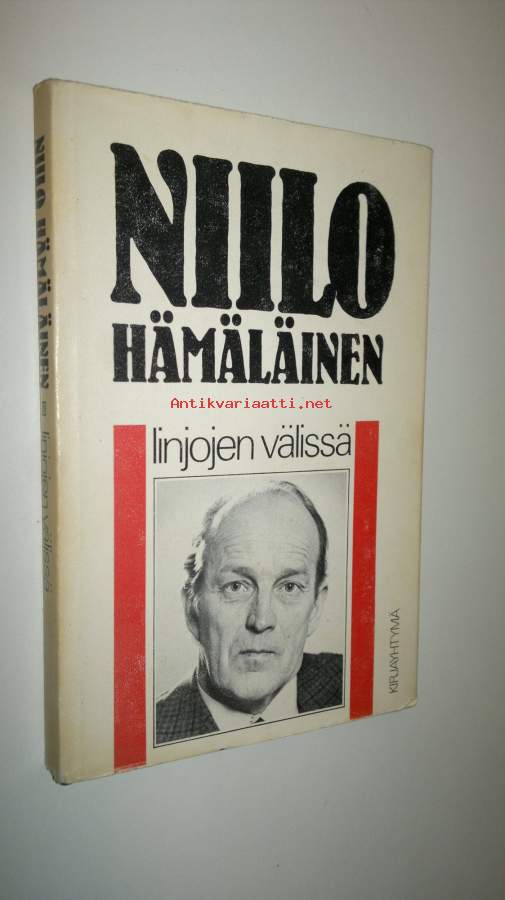 NIILO
HÄMÄLÄINEN
Antikvariaatti.net
linjojen välissä
KIRJAYHTYMÄ
NIILO HÄMÄLÄINEN linjojen välissä